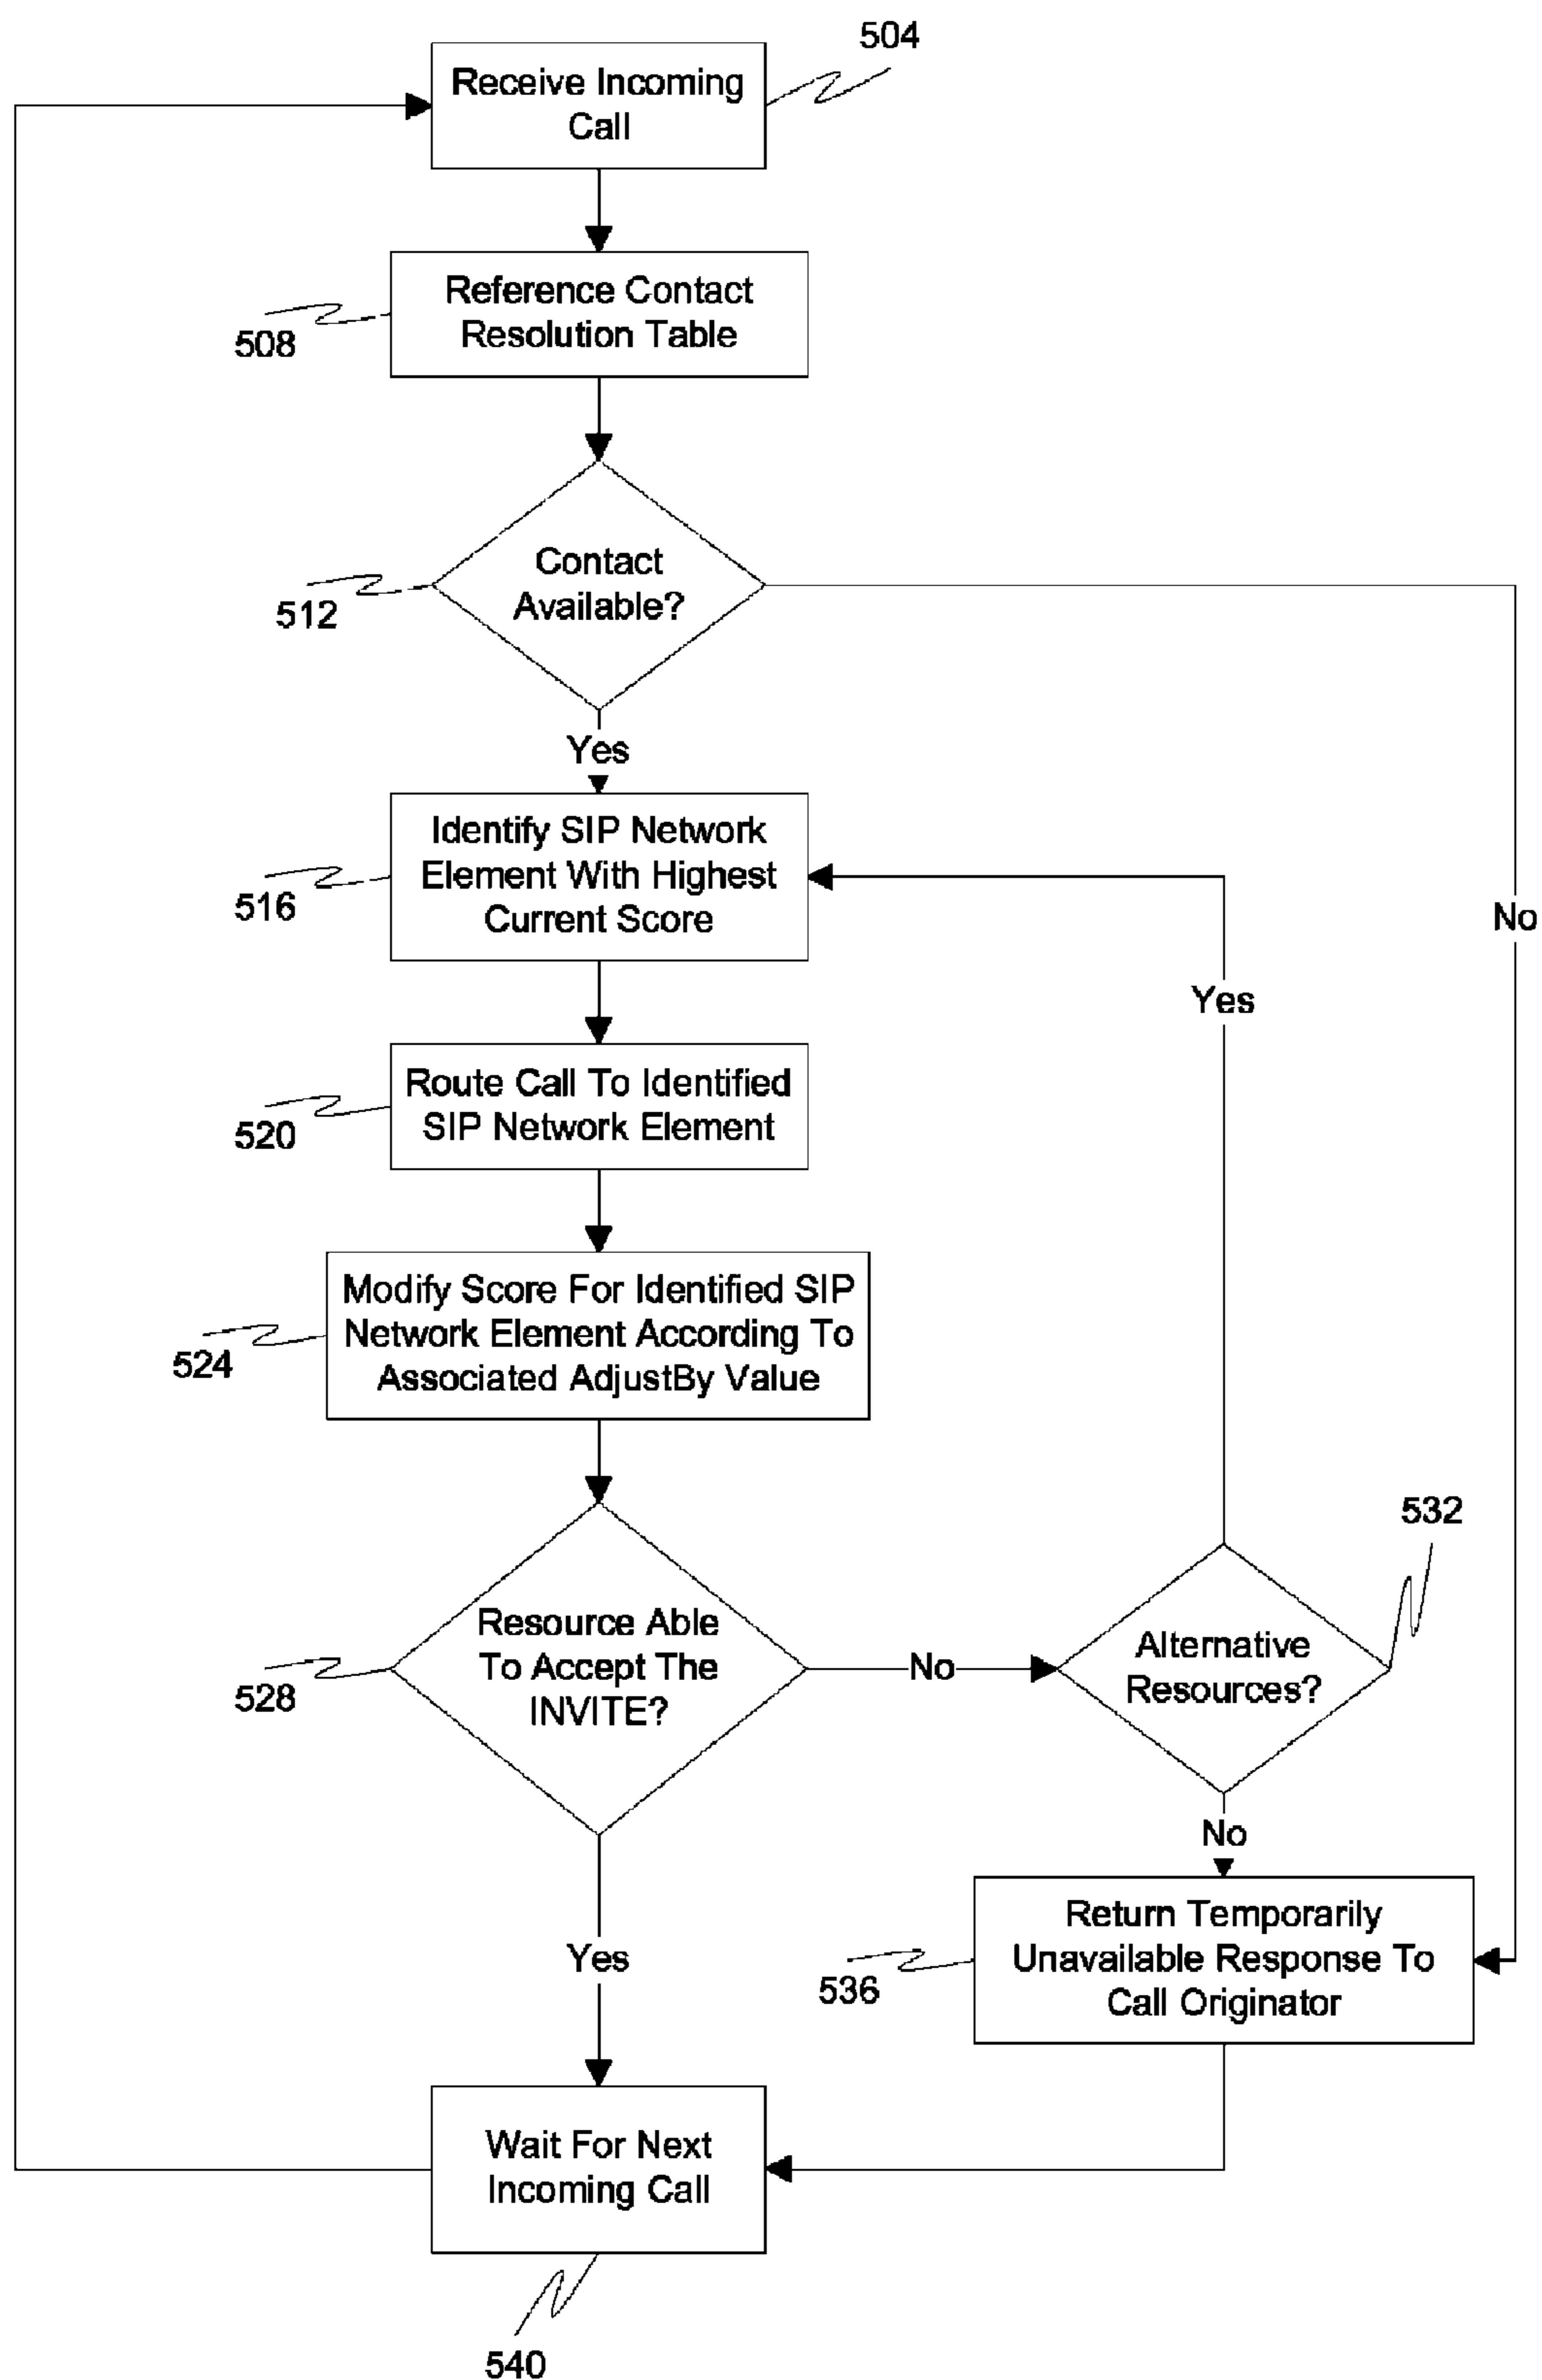 504
Receive Incoming
Call
Reference Contact
Resolution Table
508
Contact
Available?
512
Yes
Identify SIP Network
Element With Highest
Current Score
516
No
Yes
Route Call To Identified
SIP Network Element
520
Modify Score For Identified SIP
Network Element According To
Associated AdjustBy Value
524
532
Resource Able
To Accept The
INVITE?
528
No
Alternative
Resources?
No
Return Temporarily
Unavailable Response To
Call Originator
536
Yes
Wait For Next
Incoming Call
540